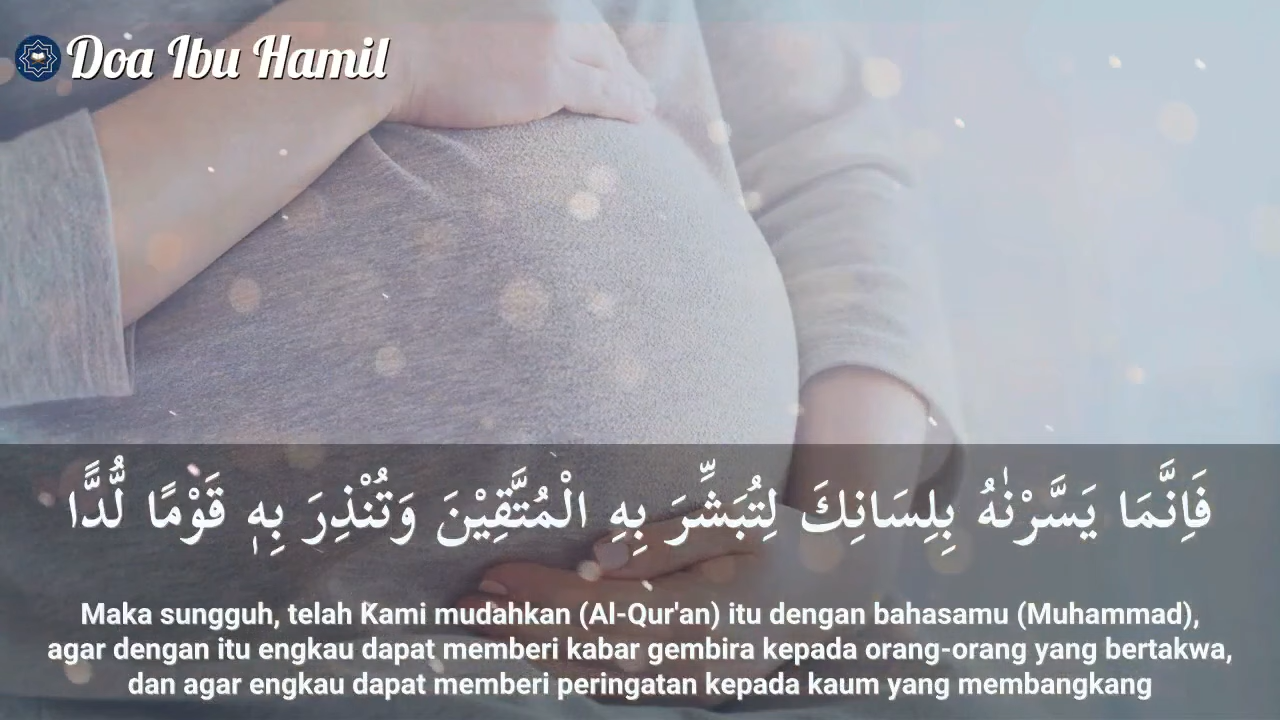 Doa Ibu Hamil
فَاِنَّمَا يَسَّرْنٰهُ بِلِسَانِكَ لِتُبَشِّرَ بِهِ الْمُتَّقِيْنَ وَتُنْذِرَ بِهٖ قَوْمًا لُّدًّا
Maka sungguh, telah Kami mudahkan (Al-Qur'an) itu dengan bahasamu (Muhammad),
agar dengan itu engkau dapat memberi kabar gembira kepada orang-orang yang bertakwa,
dan agar engkau dapat memberi peringatan kepada kaum yang membangkang